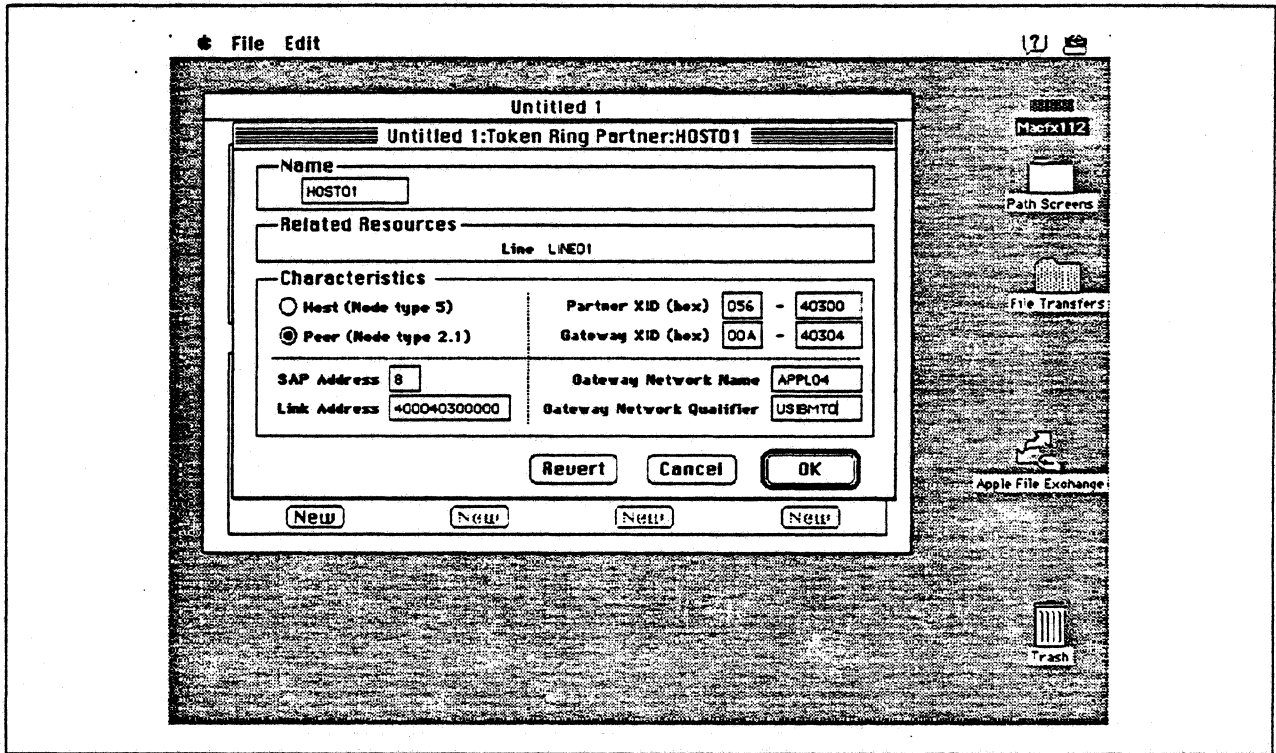 File Edit
Untitled 1
Untitled 1:Token Ring Partner:HOST01
Name
HOST01
Related Resources
Line LINE01
Characteristics
Host (Node type 5)
Peer (Node type 2.1)
Partner XID (hex) 056 - 40300
Gateway XID (hex) 00A - 40304
SAP Address 8
Link Address 400040300000
Gateway Network Name APPL04
Gateway Network Qualifier
Revert Cancel OK
New New New New
Macfx112
Path Screens
File Transfers
Apple File Exchange
Trash